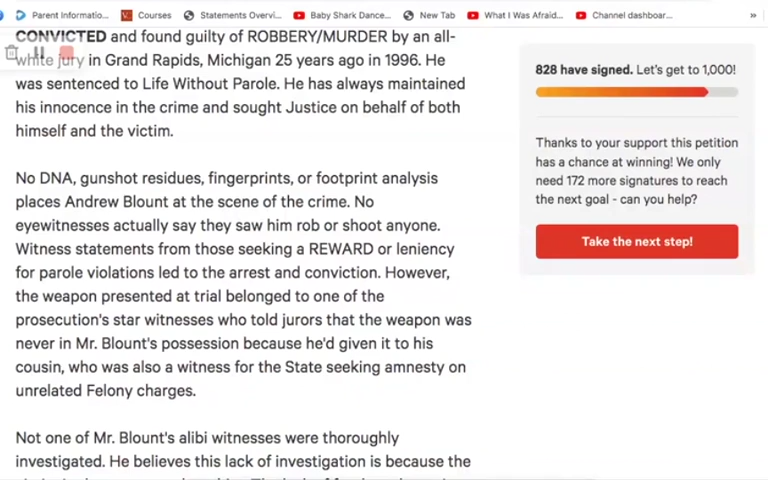 Parent Informatio...
Courses
Statements Overvi...
Baby Shark Dance...
New Tab
What I Was Afraid...
Channel dashboar...
»
CONVICTED and found guilty of ROBBERY/MURDER by an all-
white jury in Grand Rapids, Michigan 25 years ago in 1996. He
was sentenced to Life Without Parole. He has always maintained
his innocence in the crime and sought Justice on behalf of both
himself and the victim.
No DNA, gunshot residues, fingerprints, or footprint analysis
places Andrew Blount at the scene of the crime. No
eyewitnesses actually say they saw him rob or shoot anyone.
Witness statements from those seeking a REWARD or leniency
for parole violations led to the arrest and conviction. However,
the weapon presented at trial belonged to one of the
prosecution's star witnesses who told jurors that the weapon was
never in Mr. Blount's possession because he'd given it to his
cousin, who was also a witness for the State seeking amnesty on
unrelated Felony charges.
Not one of Mr. Blount's alibi witnesses were thoroughly
investigated. He believes this lack of investigation is because the
828 have signed. Let's get to 1,000!
Thanks to your support this petition
has a chance at winning! We only
need 172 more signatures to reach
the next goal - can you help?
Take the next step!